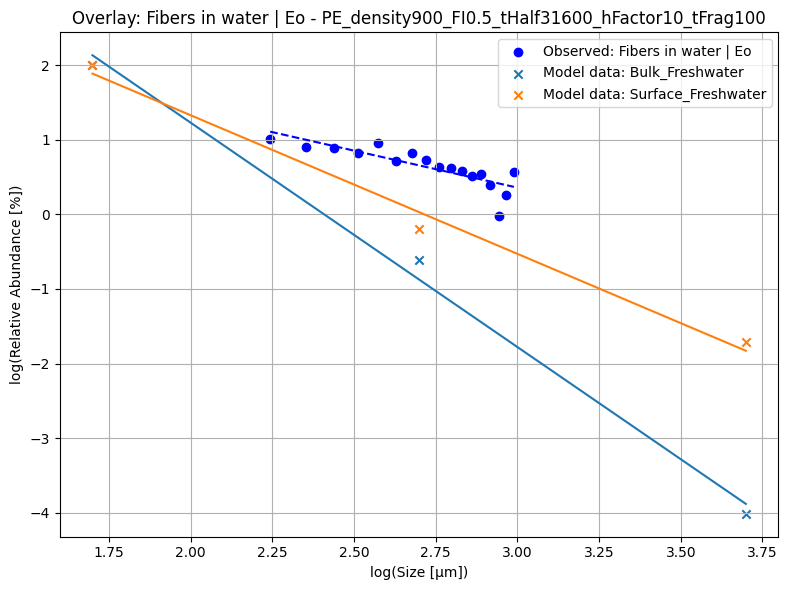 Overlay: Fibers in water | Eo - PE_density900_FI0.5_tHalf31600_hFactor10_tFrag100
Observed: Fibers in water | Eo
Model data: Bulk_Freshwater
Model data: Surface_Freshwater
log(Relative Abundance [%])
2
1
0
−1
−2
−3
−4
1.75
2.00
2.25
2.50
2.75
3.00
3.25
3.50
3.75
log(Size [μm])